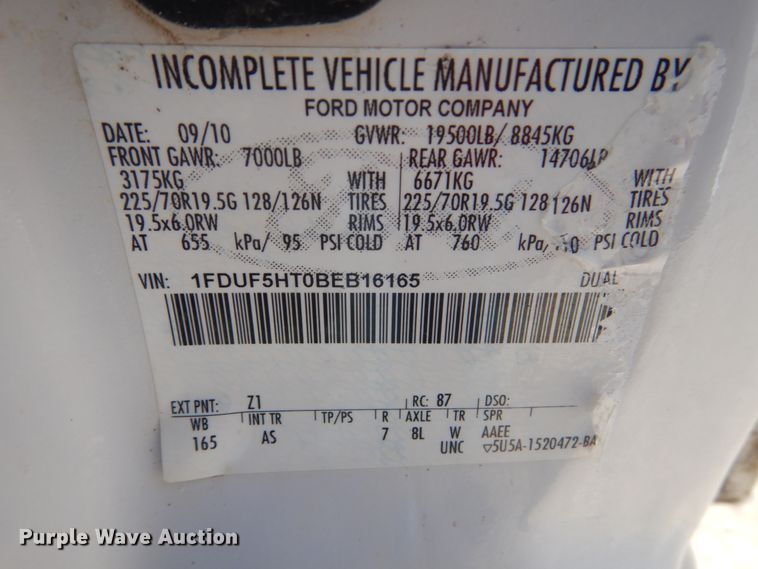 INCOMPLETE VEHICLE MANUFACTURED BY
FORD MOTOR COMPANY
DATE: 09/10 GVWR: 19500LB/ 8845KG
FRONT GAWR: 7000LB REAR GAWR: 14706LB
3175KG WITH 6671KG WITH
225/70R19.5G 128/126N TIRES 225/70R19.5G 128 126N TIRES
19.5x6.0RW RIMS 19.5x6.0RW RIMS
AT 655 kPa/ 95 PSI COLD AT 760 kPa/ PSI COLD
VIN: 1FDUF5HT0BEB16165 DUAL
EXT PNT: Z1 RC: 87 DSO:
WB INT TR TP/PS R AXLE TR SPR
165 AS 7 8L W AAEE
UNC ▽5U5A-1520472-BA
Purple Wave Auction